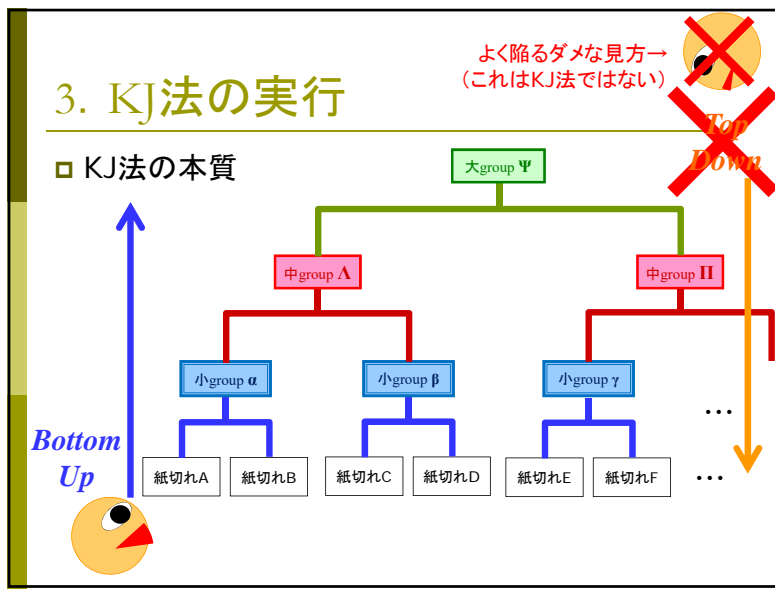 よく陥るダメな見方→
(これはKJ法ではない)
3. KJ法の実行
Top
Down
KJ法の本質
大group Ψ
中group Λ
中group Π
小group α
小group β
小group γ
…
Bottom
Up
紙切れA
紙切れB
紙切れC
紙切れD
紙切れE
紙切れF
…